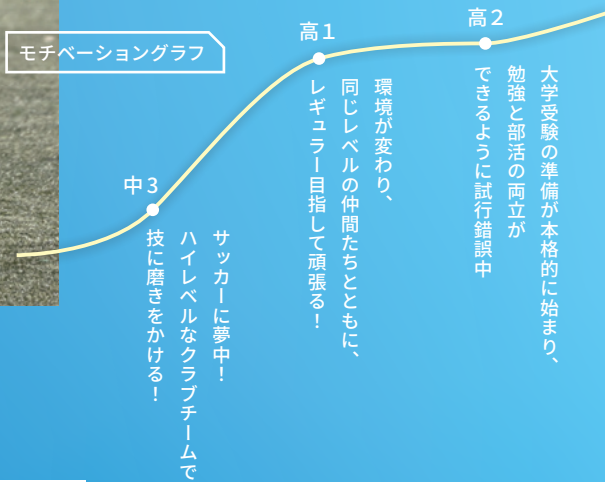 モチベーショングラフ
中3
サッカーに夢中！
ハイレベルなクラブチームで
技に磨きをかける！
高1
環境が変わり、
同じレベルの仲間たちとともに、
レギュラー目指して頑張る！
高2
大学受験の準備が本格的に始まり、
勉強と部活の両立が
できるように試行錯誤中